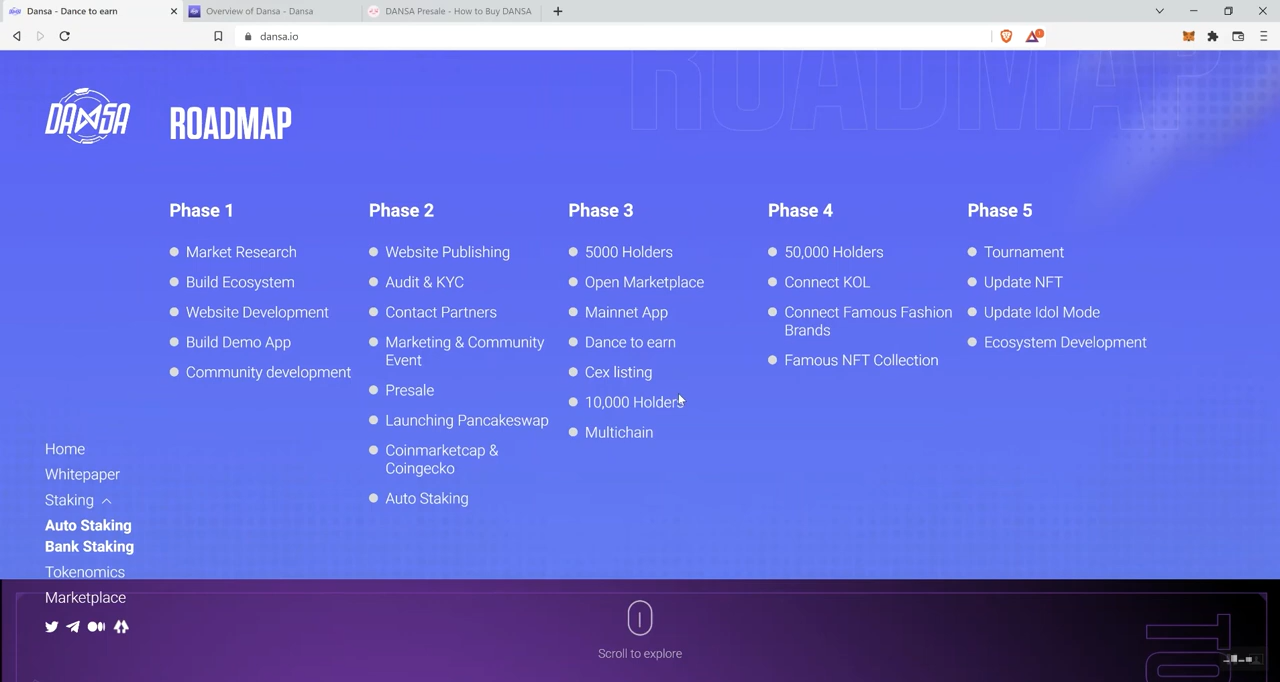 Dansa - Dance to earn
Overview of Dansa - Dansa
DANSA Presale - How to Buy DANSA
dansa.io
1
ROADMAP
DANSA
ROADMAP
Phase 1
Market Research
Build Ecosystem
Website Development
Build Demo App
Community development
Phase 2
Website Publishing
Audit & KYC
Contact Partners
Marketing & Community
Event
Presale
Launching Pancakeswap
Coinmarketcap &
Coingecko
Auto Staking
Phase 3
5000 Holders
Open Marketplace
Mainnet App
Dance to earn
Cex listing
10,000 Holders
Multichain
Phase 4
50,000 Holders
Connect KOL
Connect Famous Fashion
Brands
Famous NFT Collection
Phase 5
Tournament
Update NFT
Update Idol Mode
Ecosystem Development
Home
Whitepaper
Staking
Auto Staking
Bank Staking
Tokenomics
Marketplace
Scroll to explore